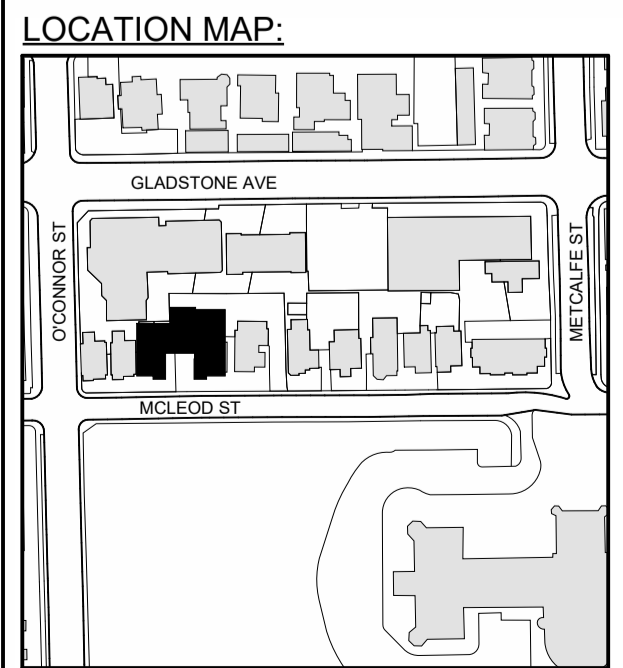 LOCATION MAP:
GLADSTONE AVE
O'CONNOR ST
METCALFE ST
MCLEOD ST